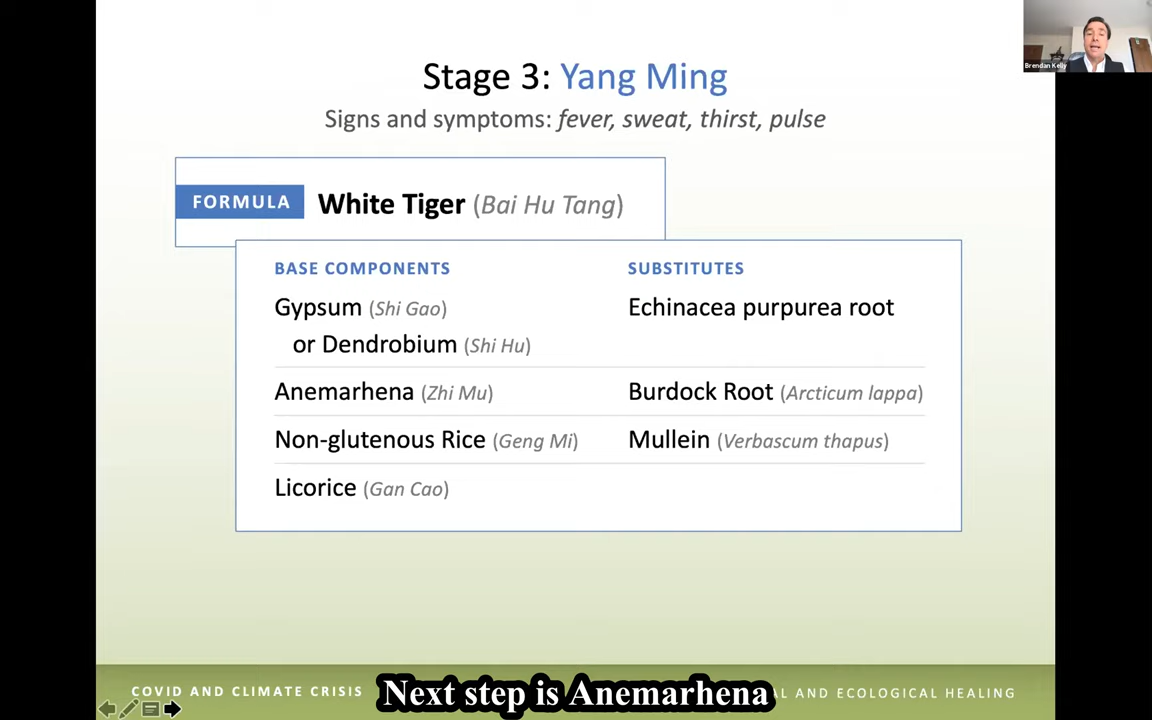 Brendan Kelly
Stage 3: Yang Ming
Signs and symptoms: fever, sweat, thirst, pulse
FORMULA White Tiger (Bai Hu Tang)
BASE COMPONENTS SUBSTITUTES
Gypsum (Shi Gao) Echinacea purpurea root
or Dendrobium (Shi Hu)
Anemarhena (Zhi Mu) Burdock Root (Arcticum lappa)
Non-glutenous Rice (Geng Mi) Mullein (Verbascum thapus)
Licorice (Gan Cao)
COVID AND CLIMATE CRISIS AL AND ECOLOGICAL HEALING
Next step is Anemarhena